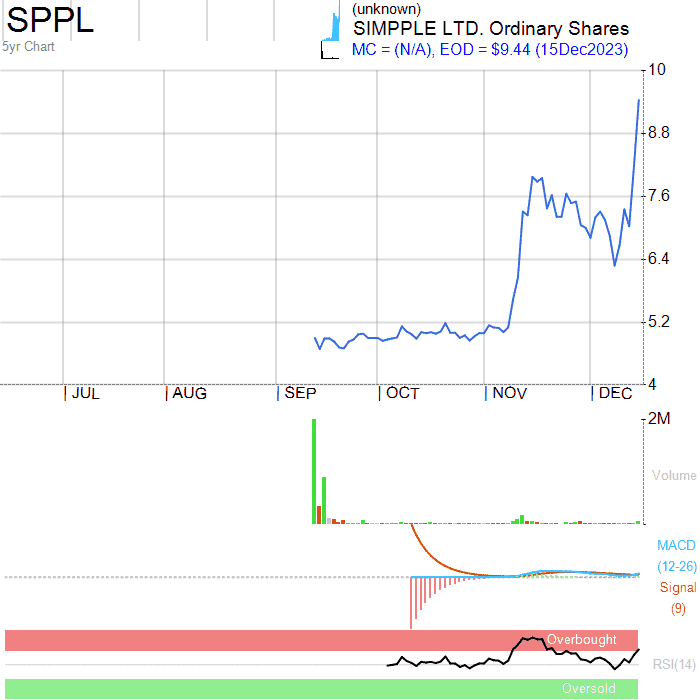 SPPL
5yr Chart
(unknown)
SIMPPLE LTD. Ordinary Shares
MC = (N/A), EOD = $9.44 (15Dec2023)
10
8.8
7.6
6.4
5.2
4
JUL AUG SEP OCT NOV DEC
2M
Volume
MACD
(12-26)
Signal
(9)
Overbought
RSI(14)
Oversold